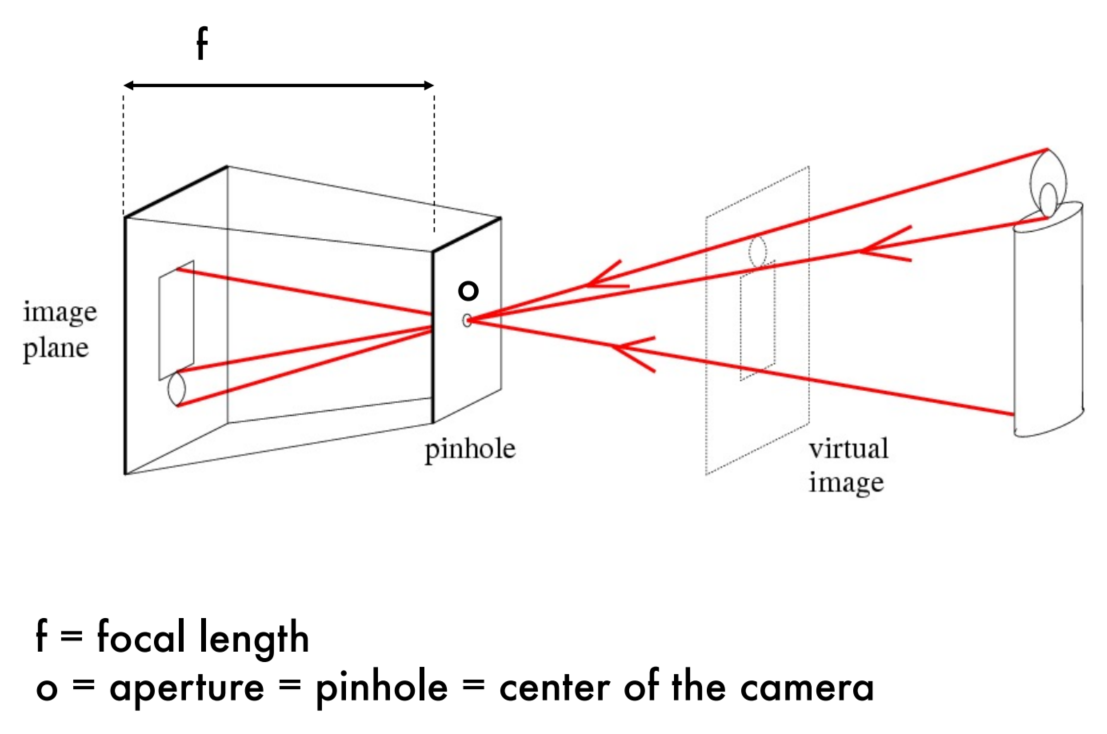 f
o
image
plane
pinhole
virtual
image
f = focal length
o = aperture = pinhole = center of the camera